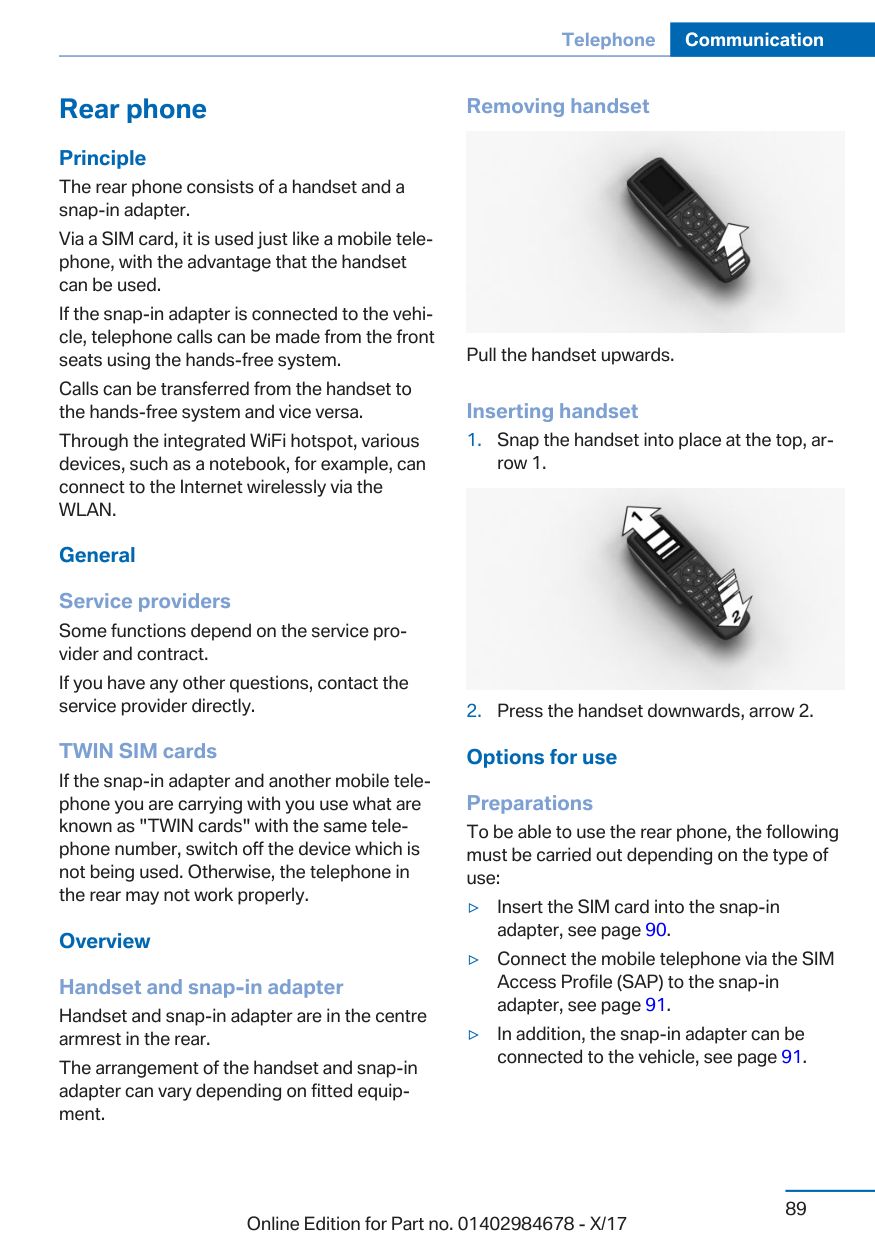 Telephone Communication
Rear phone
Principle
The rear phone consists of a handset and a
snap-in adapter.
Via a SIM card, it is used just like a mobile tele-
phone, with the advantage that the handset
can be used.
If the snap-in adapter is connected to the vehi-
cle, telephone calls can be made from the front
seats using the hands-free system.
Calls can be transferred from the handset to
the hands-free system and vice versa.
Through the integrated WiFi hotspot, various
devices, such as a notebook, for example, can
connect to the Internet wirelessly via the
WLAN.
General
Service providers
Some functions depend on the service pro-
vider and contract.
If you have any other questions, contact the
service provider directly.
TWIN SIM cards
If the snap-in adapter and another mobile tele-
phone you are carrying with you use what are
known as "TWIN cards" with the same tele-
phone number, switch off the device which is
not being used. Otherwise, the telephone in
the rear may not work properly.
Overview
Handset and snap-in adapter
Handset and snap-in adapter are in the centre
armrest in the rear.
The arrangement of the handset and snap-in
adapter can vary depending on fitted equip-
ment.
Removing handset
Pull the handset upwards.
Inserting handset
1. Snap the handset into place at the top, ar-
row 1.
1
2
2. Press the handset downwards, arrow 2.
Options for use
Preparations
To be able to use the rear phone, the following
must be carried out depending on the type of
use:
▷ Insert the SIM card into the snap-in
adapter, see page 90.
▷ Connect the mobile telephone via the SIM
Access Profile (SAP) to the snap-in
adapter, see page 91.
▷ In addition, the snap-in adapter can be
connected to the vehicle, see page 91.
89
Online Edition for Part no. 01402984678 - X/17